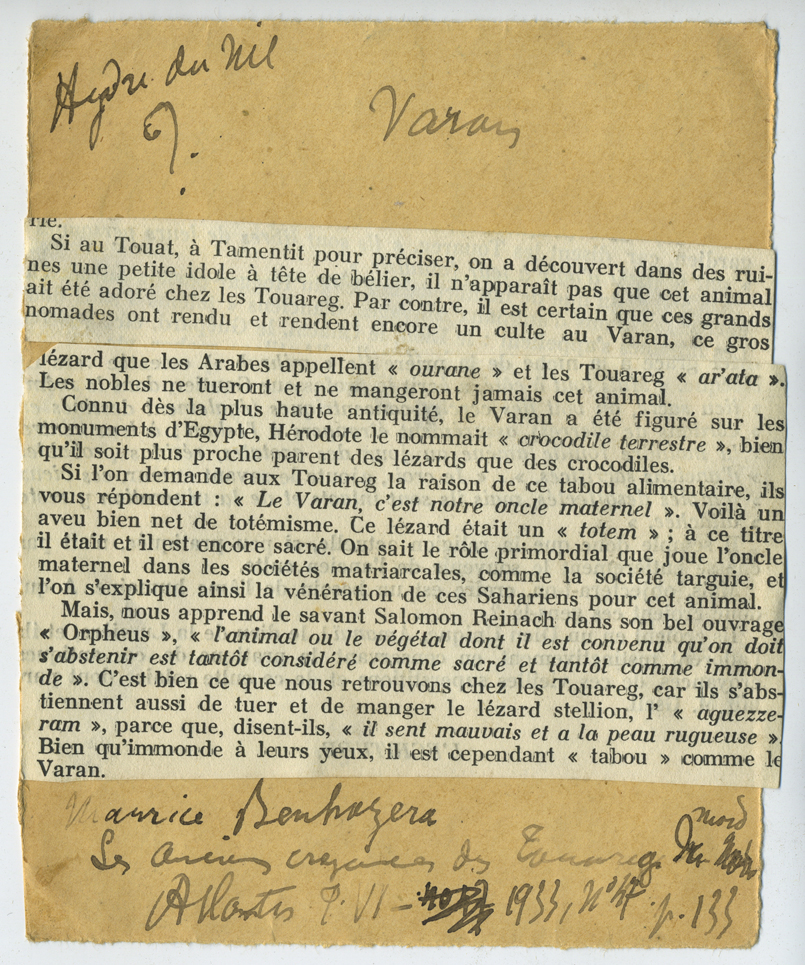 Hydre du Nil
?
Varan
rie.
Si au Touat, à Tamentit pour préciser, on a découvert dans des rui-
nes une petite idole à tête de bélier, il n'apparaît pas que cet animal
ait été adoré chez les Touareg. Par contre, il est certain que ces grands
nomades ont rendu et rendent encore un culte au Varan, ce gros
lézard que les Arabes appellent « ourane » et les Touareg « ar'ata ».
Les nobles ne tueront et ne mangeront jamais cet animal.
Connu dès la plus haute antiquité, le Varan a été figuré sur les
monuments d'Egypte, Hérodote le nommait « crocodile terrestre », bien
qu'il soit plus proche parent des lézards que des crocodiles.
Si l'on demande aux Touareg la raison de ce tabou alimentaire, ils
vous répondent : « Le Varan, c'est notre oncle maternel ». Voilà un
aveu bien net de totémisme. Ce lézard était un « totem » ; à ce titre
il était et il est encore sacré. On sait le rôle primordial que joue l'oncle
maternel dans les sociétés matriarcales, comme la société targuie, et
l'on s'explique ainsi la vénération de ces Sahariens pour cet animal.
Mais, nous apprend le savant Salomon Reinach dans son bel ouvrage
« Orpheus », « l'animal ou le végétal dont il est convenu qu'on doit
s'abstenir est tantôt considéré comme sacré et tantôt comme immon-
de ». C'est bien ce que nous retrouvons chez les Touareg, car ils s'abs-
tiennent aussi de tuer et de manger le lézard stellion, l' « aguezze-
ram », parce que, disent-ils, « il sent mauvais et a la peau rugueuse ».
Bien qu'immonde à leurs yeux, il est cependant « tabou » comme le
Varan.
Maurice Benhazera
Les anciennes croyances des Touareg du Nord
Atlantis T. VI - 1933, N° 47 p. 133